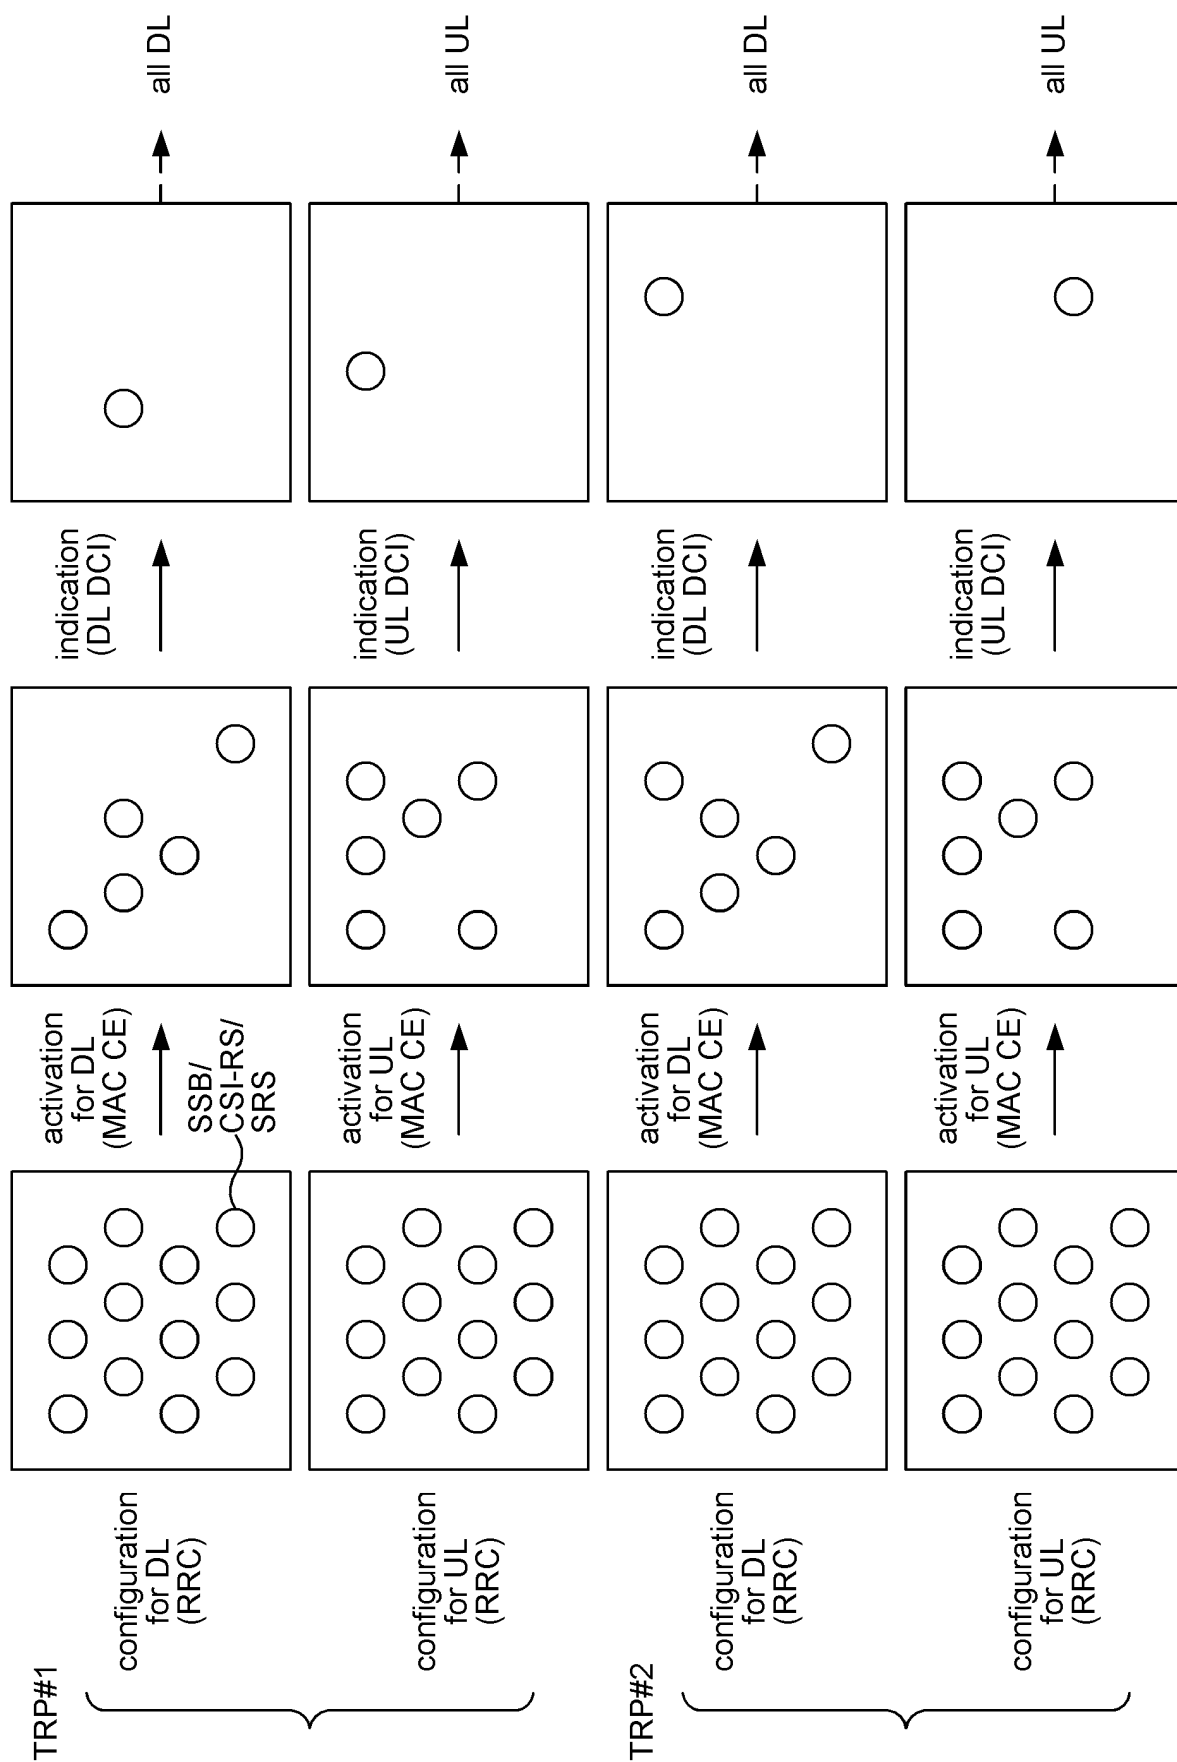 TRP#1
configuration
for DL
(RRC)
activation
for DL
(MAC CE)
SSB/
CSI-RS/
SRS
indication
(DL DCI)
all DL
configuration
for UL
(RRC)
activation
for UL
(MAC CE)
indication
(UL DCI)
all UL
TRP#2
configuration
for DL
(RRC)
activation
for DL
(MAC CE)
indication
(DL DCI)
all DL
configuration
for UL
(RRC)
activation
for UL
(MAC CE)
indication
(UL DCI)
all UL